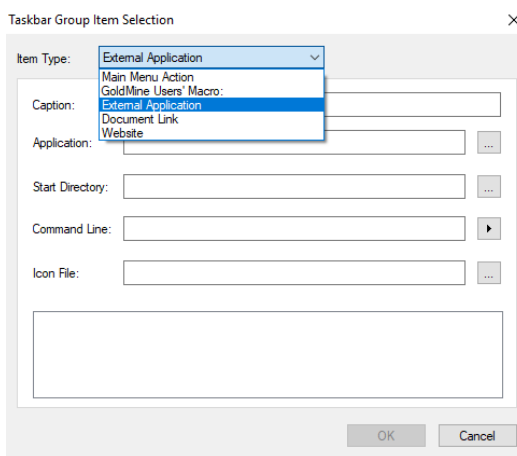 Taskbar Group Item Selection
Item Type: External Application
Main Menu Action
GoldMine Users' Macro:
External Application
Document Link
Website
Caption:
Application: ...
Start Directory: ...
Command Line:
Icon File: ...
OK Cancel